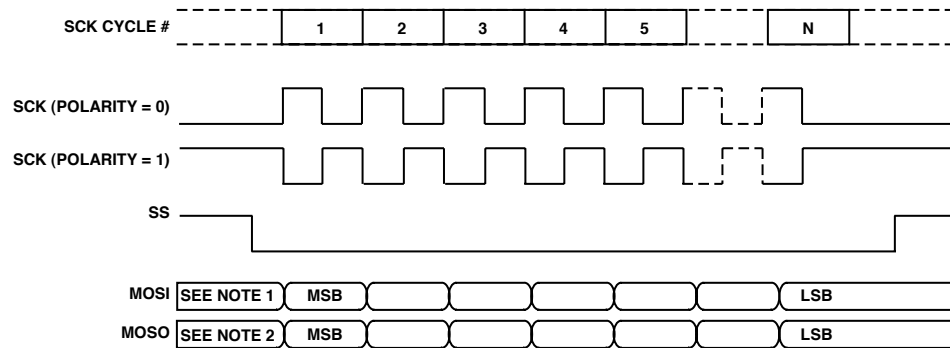 SCK CYCLE # 1 2 3 4 5 N
SCK (POLARITY = 0)
SCK (POLARITY = 1)
SS
MOSI SEE NOTE 1 MSB LSB
MOSO SEE NOTE 2 MSB LSB